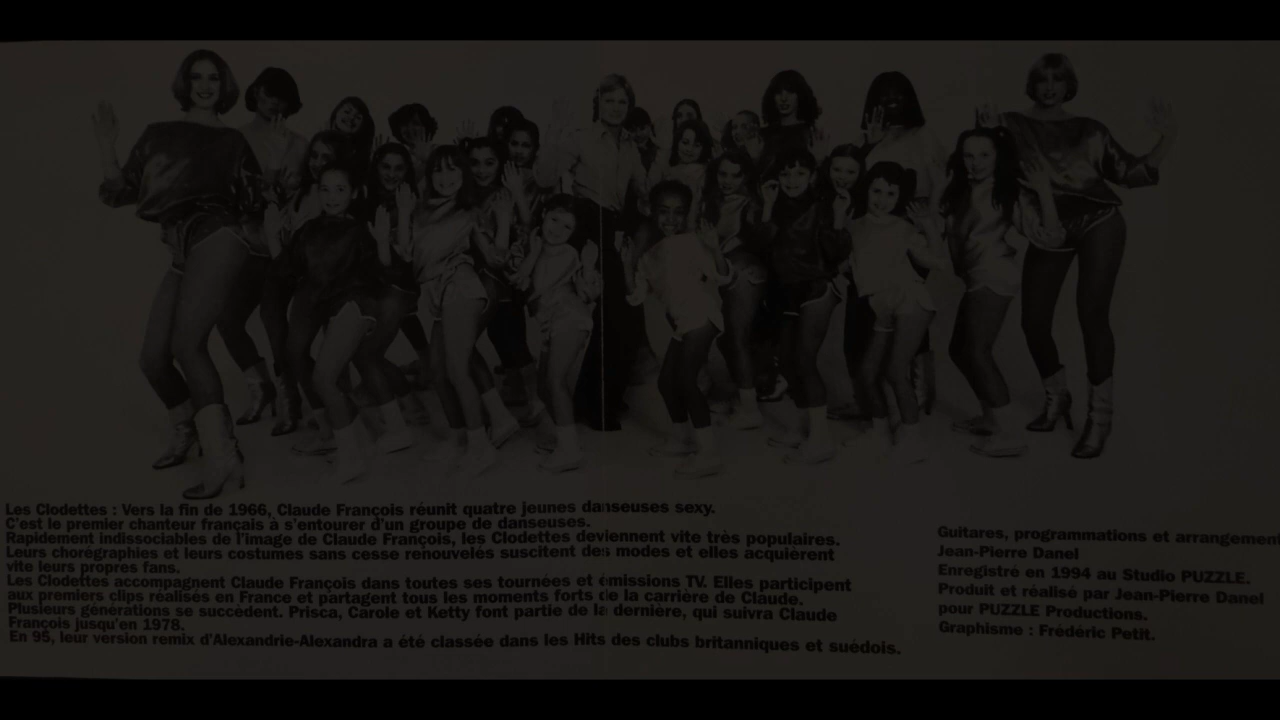 Les Clodettes : Vers la fin de 1966, Claude François réunit quatre jeunes danseuses sexy.
C'est le premier chanteur français à s'entourer d'un groupe de danseuses.
Rapidement indissociables de l'image de Claude François, les Clodettes deviennent vite très populaires.
Leurs chorégraphies et leurs costumes sans cesse renouvelés suscitent des modes et elles acquièrent
vite leurs propres fans.
Les Clodettes accompagnent Claude François dans toutes ses tournées et émissions TV. Elles participent
aux premiers clips réalisés en France et partagent tous les moments forts de la carrière de Claude.
Plusieurs générations se succèdent. Prisca, Carole et Ketty font partie de la dernière, qui suivra Claude
François jusqu'en 1978.
En 95, leur version remix d'Alexandrie-Alexandra a été classée dans les Hits des clubs britanniques et suédois.
Guitares, programmations et arrangemen
Jean-Pierre Danel
Enregistré en 1994 au Studio PUZZLE.
Produit et réalisé par Jean-Pierre Danel
pour PUZZLE Productions.
Graphisme : Frédéric Petit.